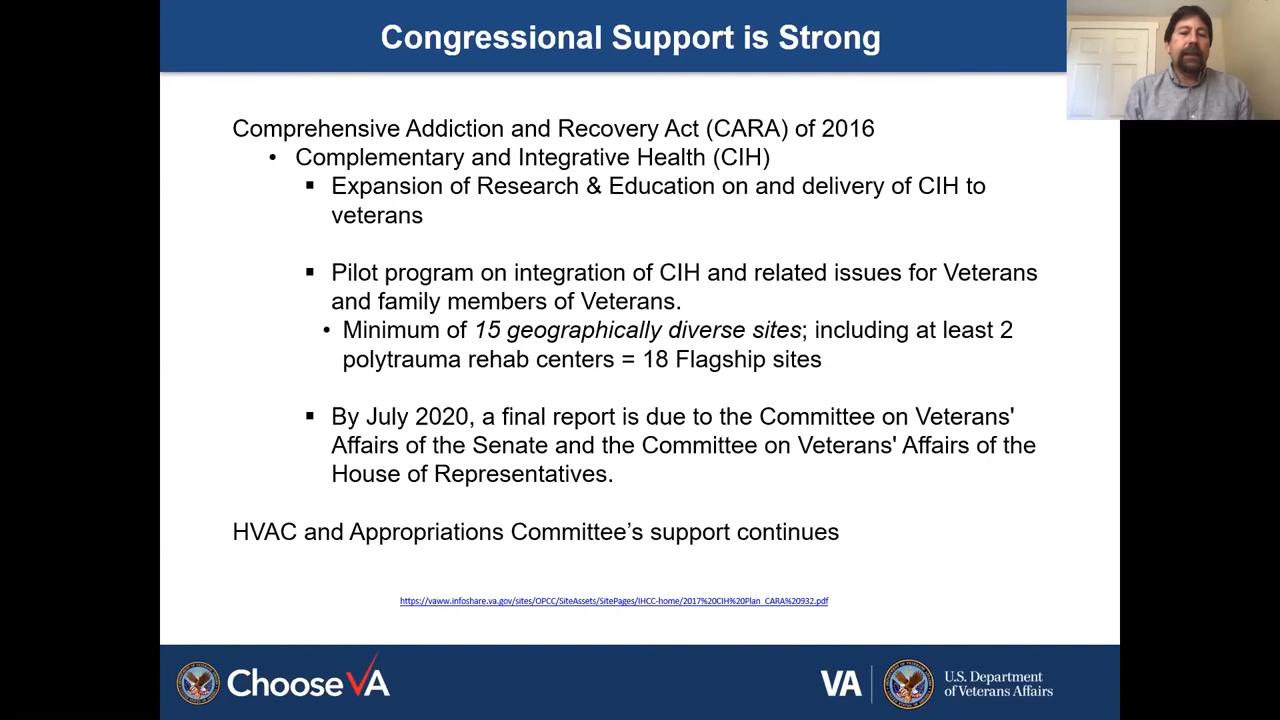 Congressional Support is Strong
Comprehensive Addiction and Recovery Act (CARA) of 2016
• Complementary and Integrative Health (CIH)
▪ Expansion of Research & Education on and delivery of CIH to
veterans
▪ Pilot program on integration of CIH and related issues for Veterans
and family members of Veterans.
• Minimum of 15 geographically diverse sites; including at least 2
polytrauma rehab centers = 18 Flagship sites
▪ By July 2020, a final report is due to the Committee on Veterans'
Affairs of the Senate and the Committee on Veterans' Affairs of the
House of Representatives.
HVAC and Appropriations Committee’s support continues
https://vaww.infoshare.va.gov/sites/OPCC/SiteAssets/SitePages/IHCC-home/2017%20CIH%20Plan_CARA%20932.pdf
Choose VA
VA
U.S. Department
of Veterans Affairs